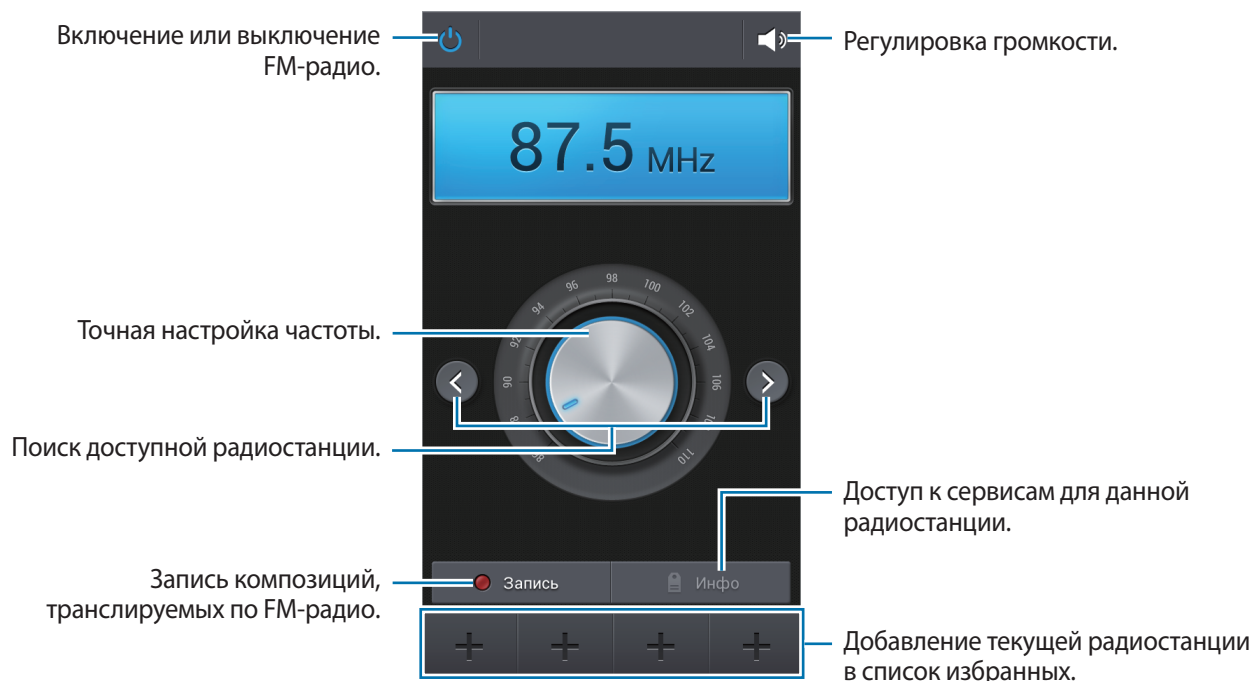 Включение или выключение
FM-радио.
Регулировка громкости.
87.5 MHz
98
96
100
94
102
92
104
Точная настройка частоты.
90
106
Поиск доступной радиостанции.
110
Доступ к сервисам для данной
радиостанции.
Запись композиций,
транслируемых по FM-радио.
Запись
Инфо
Добавление текущей радиостанции
в список избранных.